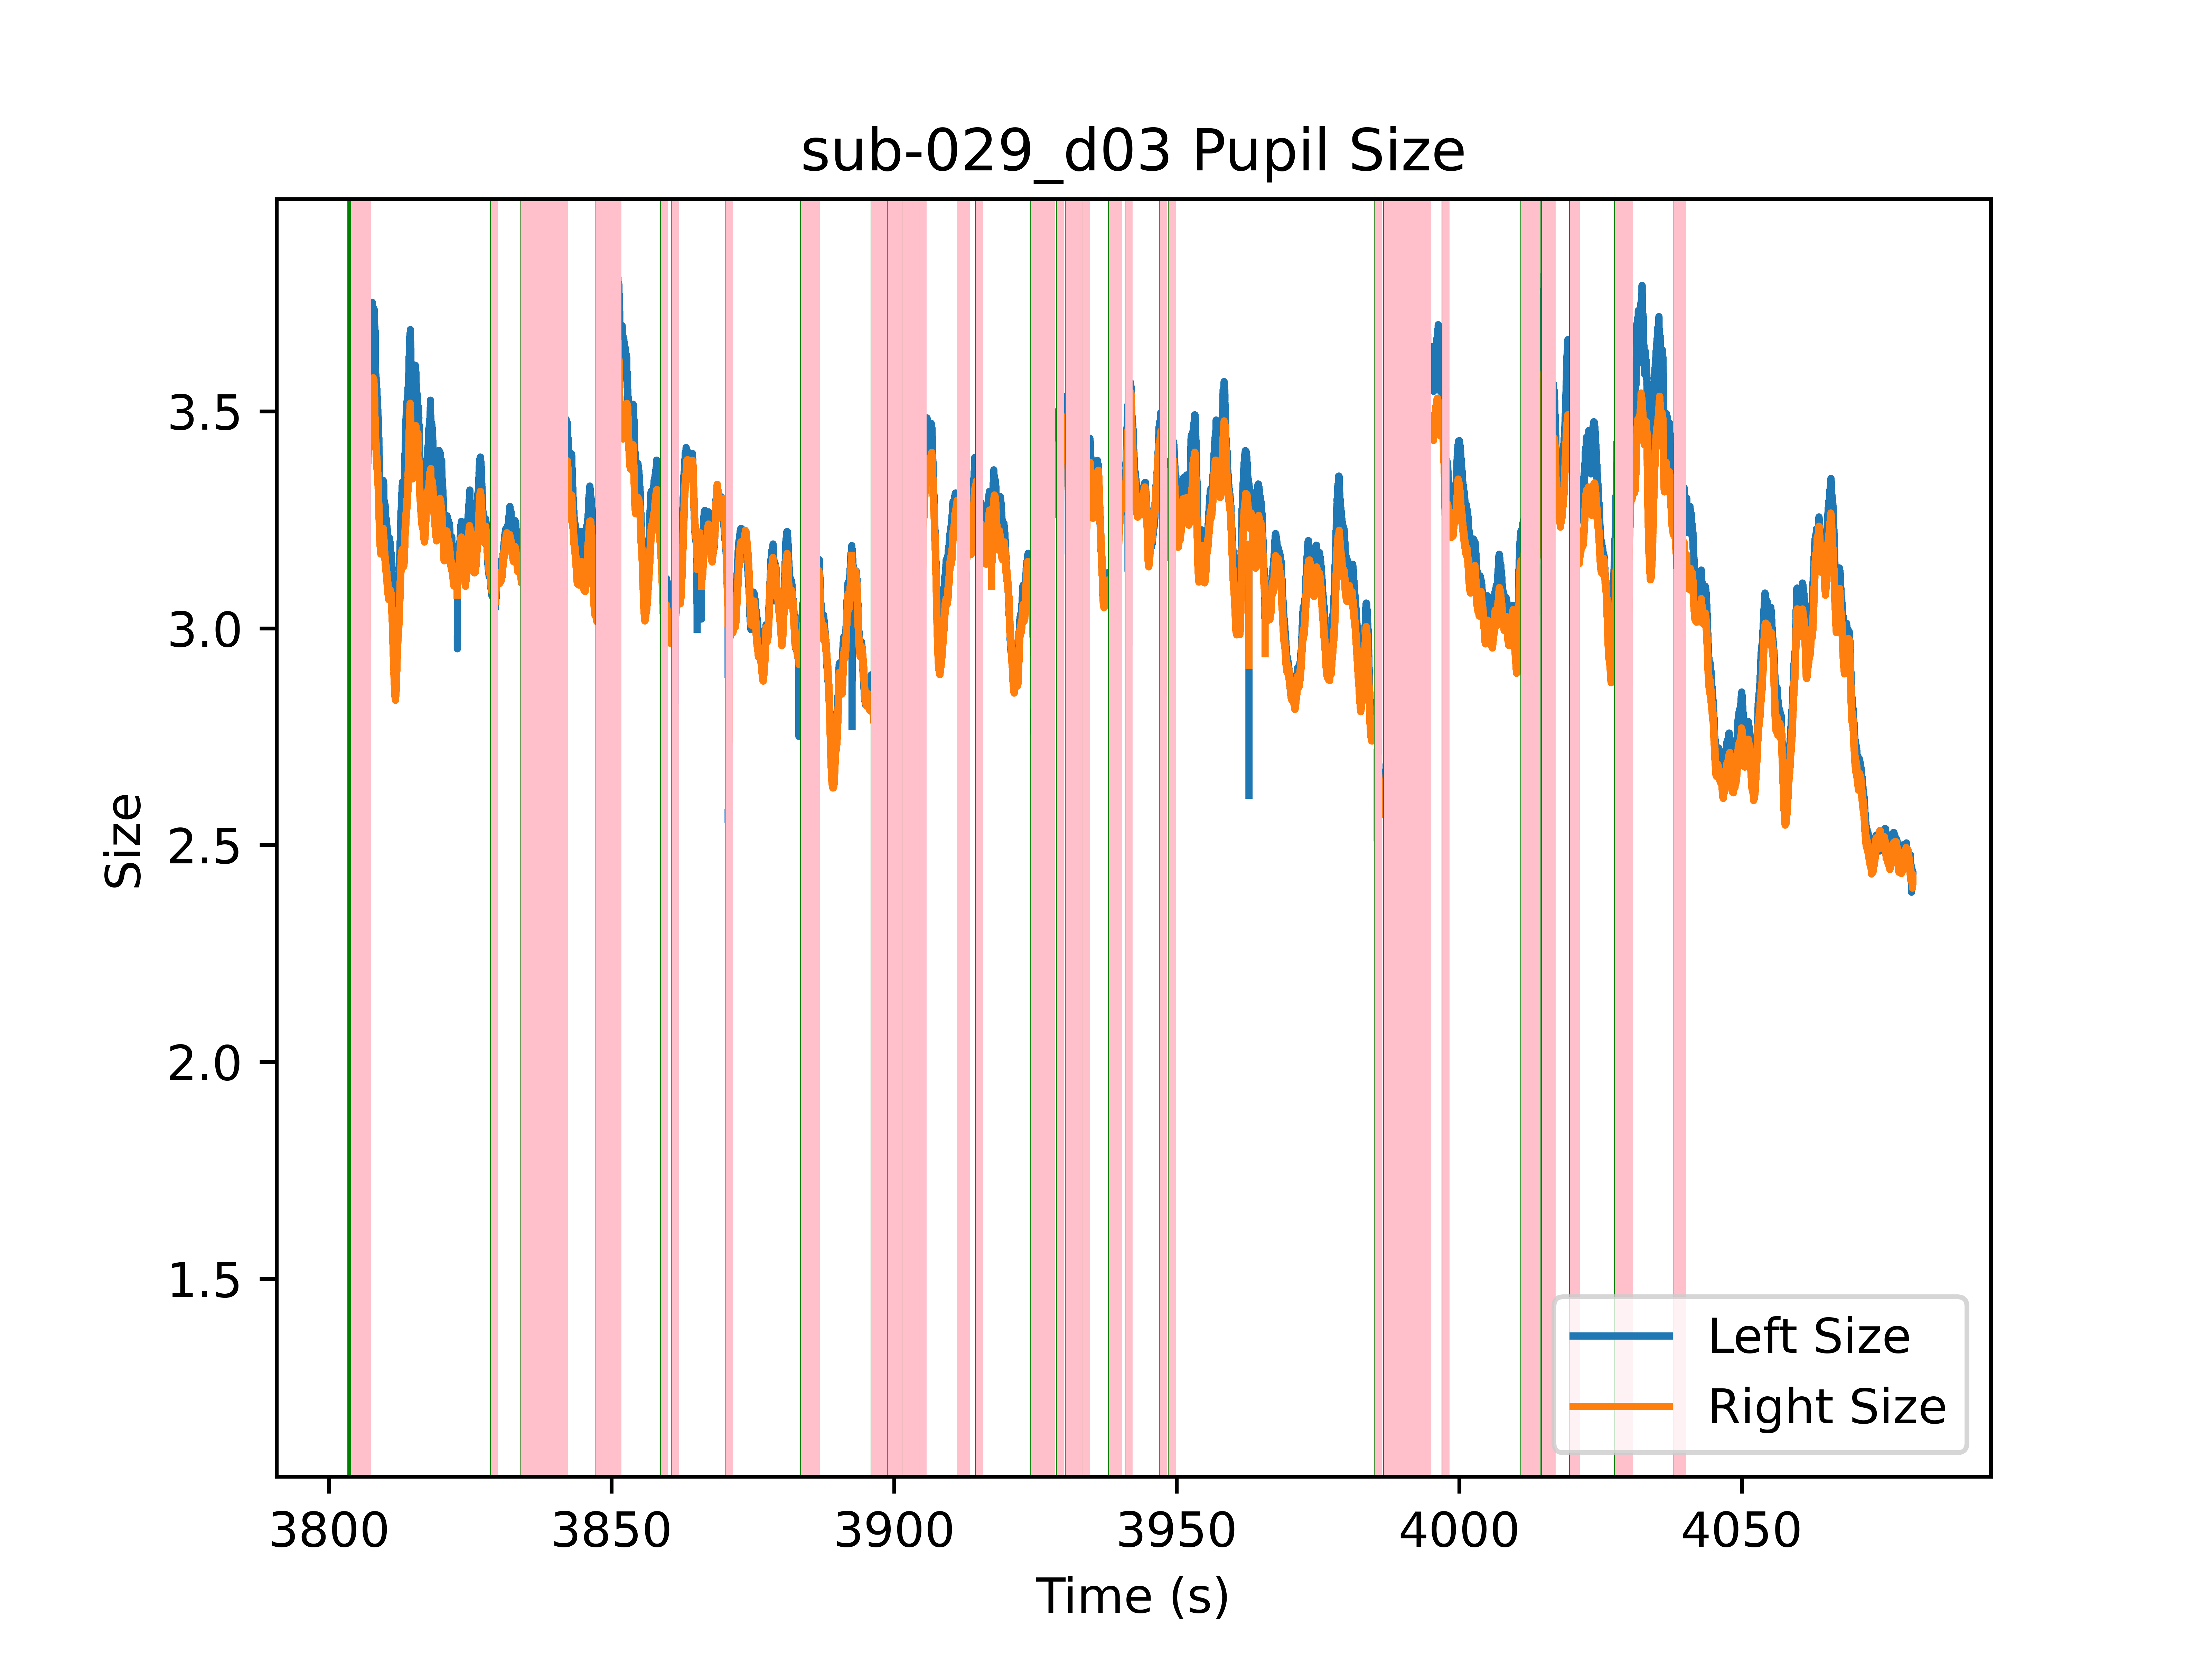 sub-029_d03 Pupil Size
Size
3.5
3.0
2.5
2.0
1.5
Left Size
Right Size
3800 3850 3900 3950 4000 4050
Time (s)